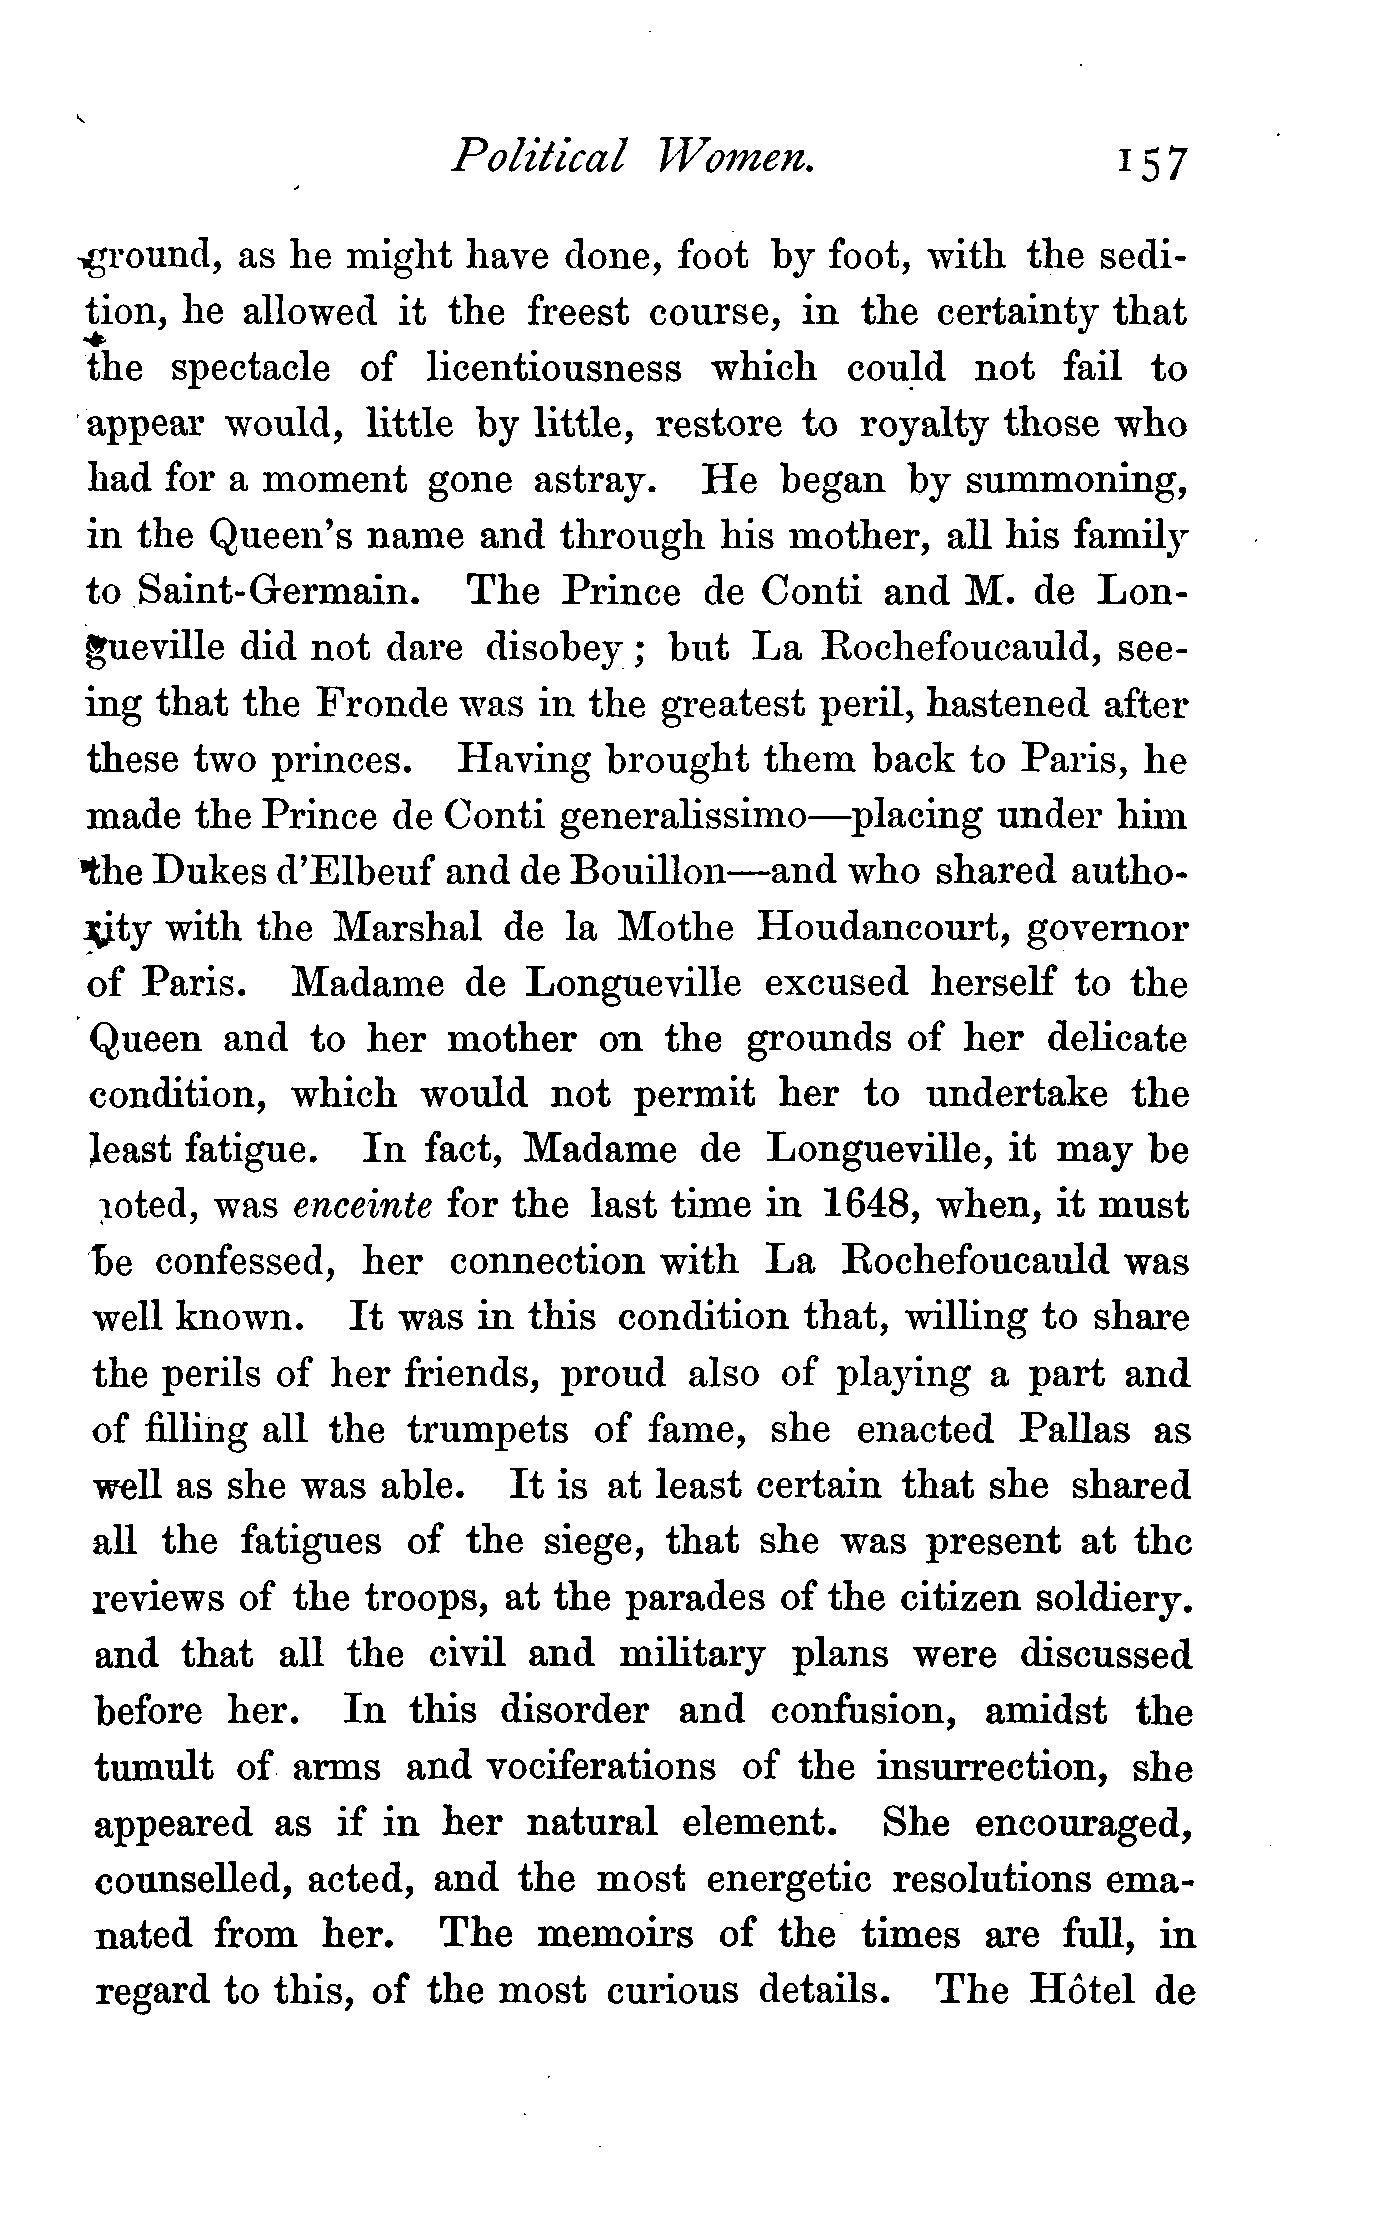 Political Women. 157
ground, as he might have done, foot by foot, with the sedi-
tion, he allowed it the freest course, in the certainty that
the spectacle of licentiousness which could not fail to
appear would, little by little, restore to royalty those who
had for a moment gone astray. He began by summoning,
in the Queen's name and through his mother, all his family
to Saint-Germain. The Prince de Conti and M. de Lon-
gueville did not dare disobey; but La Rochefoucauld, see-
ing that the Fronde was in the greatest peril, hastened after
these two princes. Having brought them back to Paris, he
made the Prince de Conti generalissimo—placing under him
the Dukes d'Elbeuf and de Bouillon—and who shared autho-
rity with the Marshal de la Mothe Houdancourt, governor
of Paris. Madame de Longueville excused herself to the
Queen and to her mother on the grounds of her delicate
condition, which would not permit her to undertake the
least fatigue. In fact, Madame de Longueville, it may be
noted, was enceinte for the last time in 1648, when, it must
be confessed, her connection with La Rochefoucauld was
well known. It was in this condition that, willing to share
the perils of her friends, proud also of playing a part and
of filling all the trumpets of fame, she enacted Pallas as
well as she was able. It is at least certain that she shared
all the fatigues of the siege, that she was present at the
reviews of the troops, at the parades of the citizen soldiery.
and that all the civil and military plans were discussed
before her. In this disorder and confusion, amidst the
tumult of arms and vociferations of the insurrection, she
appeared as if in her natural element. She encouraged,
counselled, acted, and the most energetic resolutions ema-
nated from her. The memoirs of the times are full, in
regard to this, of the most curious details. The Hôtel de